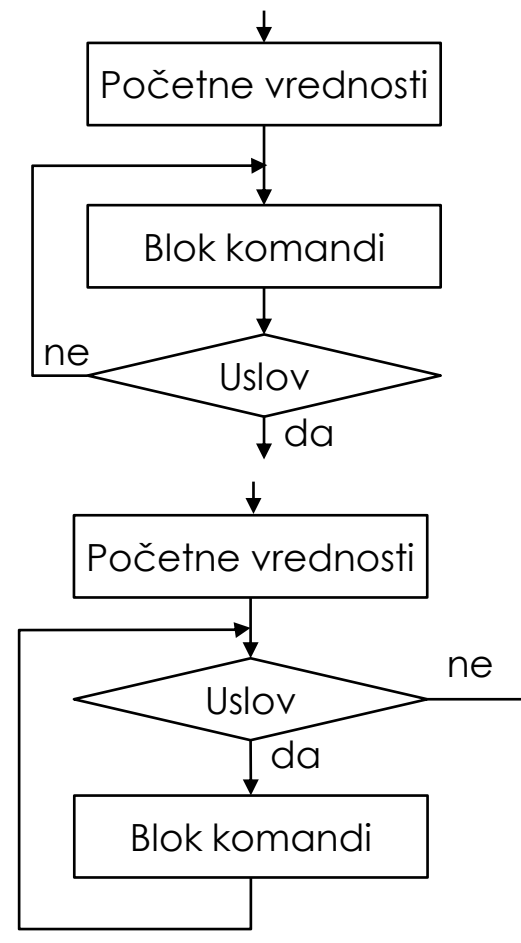 Početne vrednosti
Blok komandi
ne
Uslov
da
Početne vrednosti
ne
Uslov
da
Blok komandi